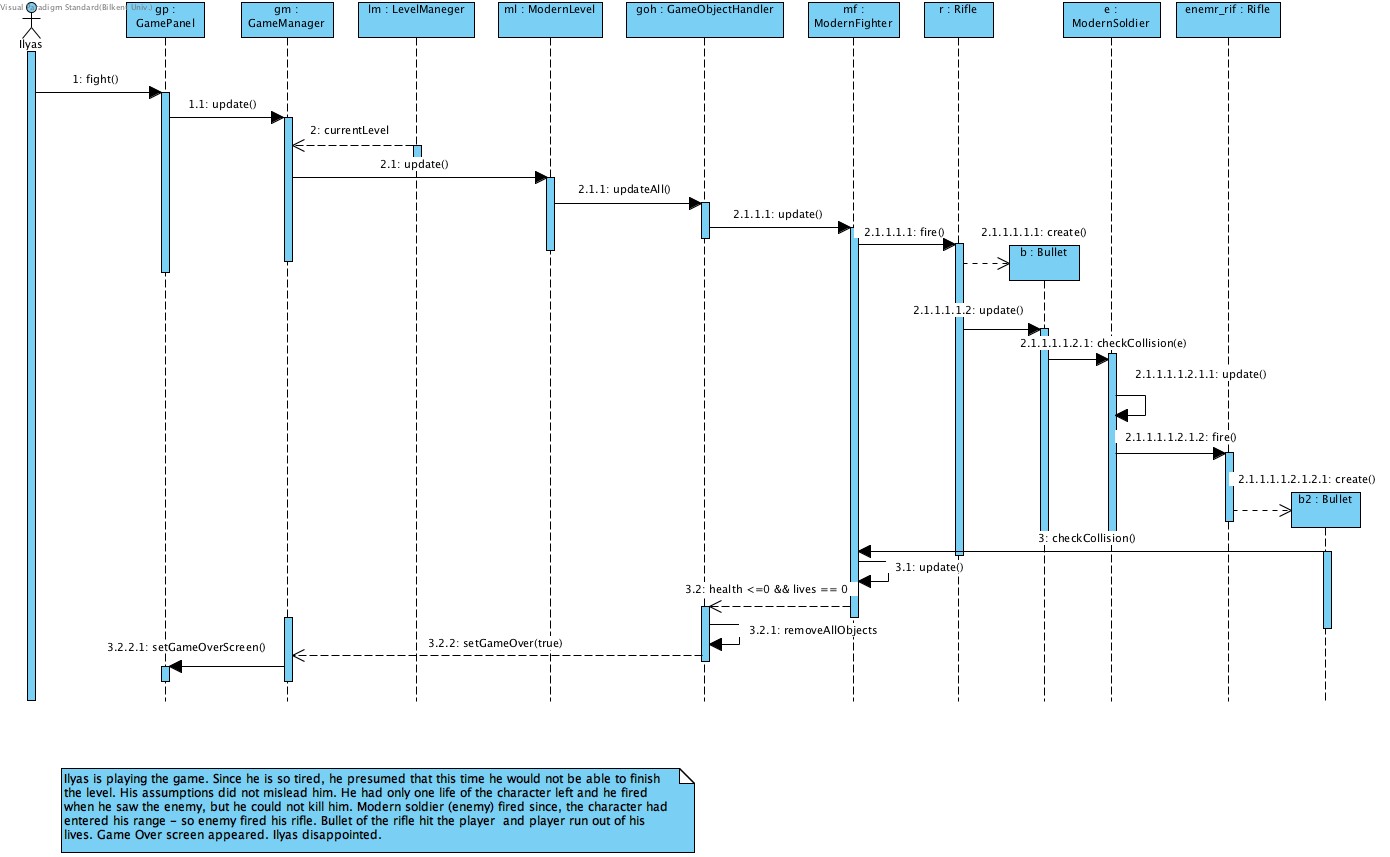 Visual Paradigm Standard(Bilkent Univ.)
gp :
GamePanel
gm :
GameManager
lm : LevelManeger
ml : ModernLevel
goh : GameObjectHandler
mf :
ModernFighter
r : Rifle
e :
ModernSoldier
enemr_rif : Rifle
Ilyas
1: fight()
1.1: update()
2: currentLevel
2.1: update()
2.1.1: updateAll()
2.1.1.1: update()
2.1.1.1.1: fire()
2.1.1.1.1.1: create()
b : Bullet
2.1.1.1.1.2: update()
2.1.1.1.1.2.1: checkCollision(e)
2.1.1.1.1.2.1.1: update()
2.1.1.1.1.2.1.2: fire()
2.1.1.1.1.2.1.2.1: create()
b2 : Bullet
3: checkCollision()
3.1: update()
3.2: health <=0 && lives == 0
3.2.1: removeAllObjects
3.2.2: setGameOver(true)
3.2.2.1: setGameOverScreen()
Ilyas is playing the game. Since he is so tired, he presumed that this time he would not be able to finish
the level. His assumptions did not mislead him. He had only one life of the character left and he fired
when he saw the enemy, but he could not kill him. Modern soldier (enemy) fired since, the character had
entered his range – so enemy fired his rifle. Bullet of the rifle hit the player  and player run out of his
lives. Game Over screen appeared. Ilyas disappointed.